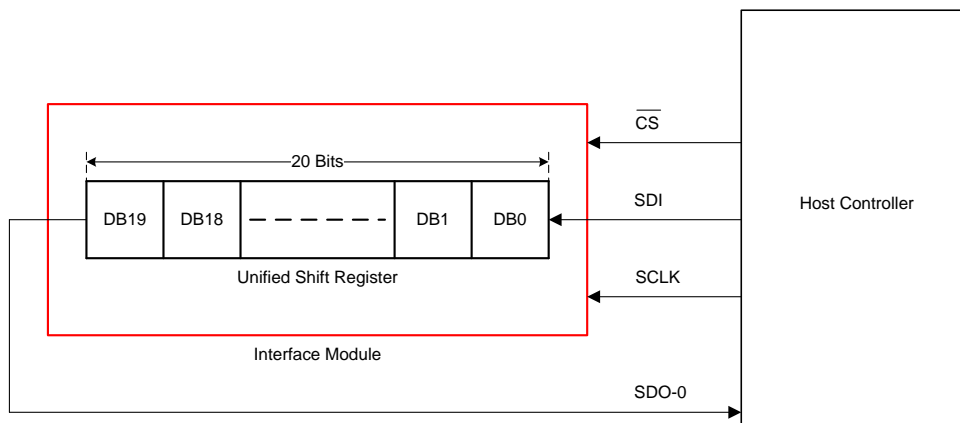 CS
20 Bits
SDI
Host Controller
DB19 DB18 DB1 DB0
Unified Shift Register
SCLK
Interface Module
SDO-0